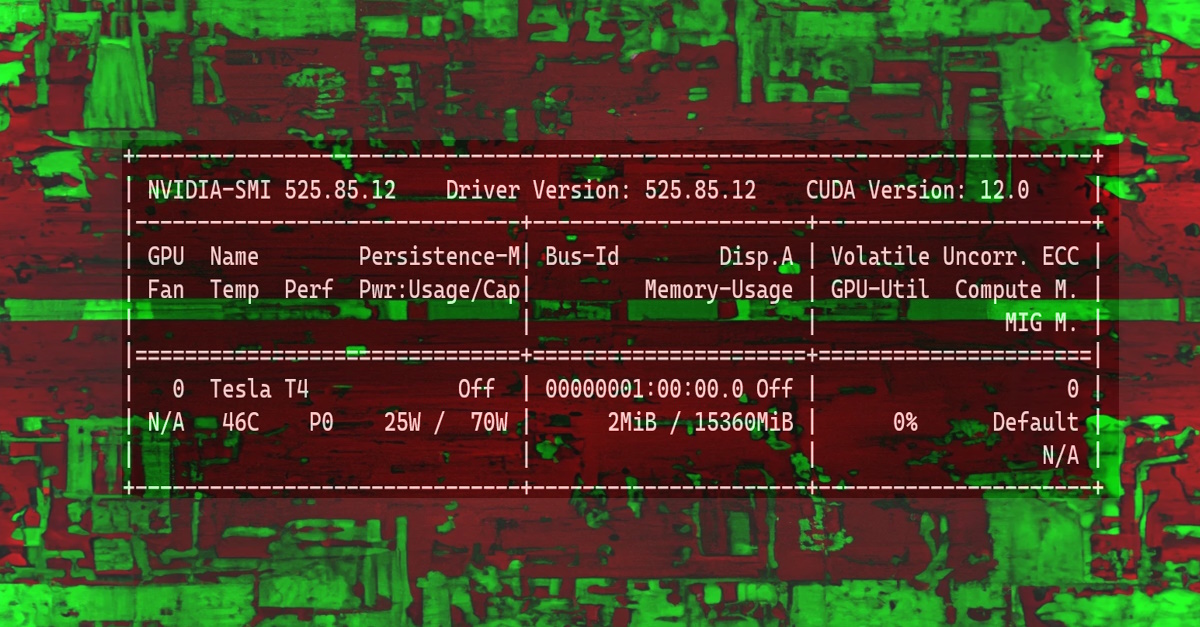 +-----------------------------------------------------------------------------+
| NVIDIA-SMI 525.85.12    Driver Version: 525.85.12    CUDA Version: 12.0     |
|-------------------------------+----------------------+----------------------+
| GPU  Name        Persistence-M| Bus-Id        Disp.A | Volatile Uncorr. ECC |
| Fan  Temp  Perf  Pwr:Usage/Cap|         Memory-Usage | GPU-Util  Compute M. |
|                               |                      |               MIG M. |
|===============================+======================+======================|
|   0  Tesla T4            Off  | 00000001:00:00.0 Off |                    0 |
| N/A   46C    P0    25W /  70W |      2MiB / 15360MiB |      0%      Default |
|                               |                      |                  N/A |
+-------------------------------+----------------------+----------------------+